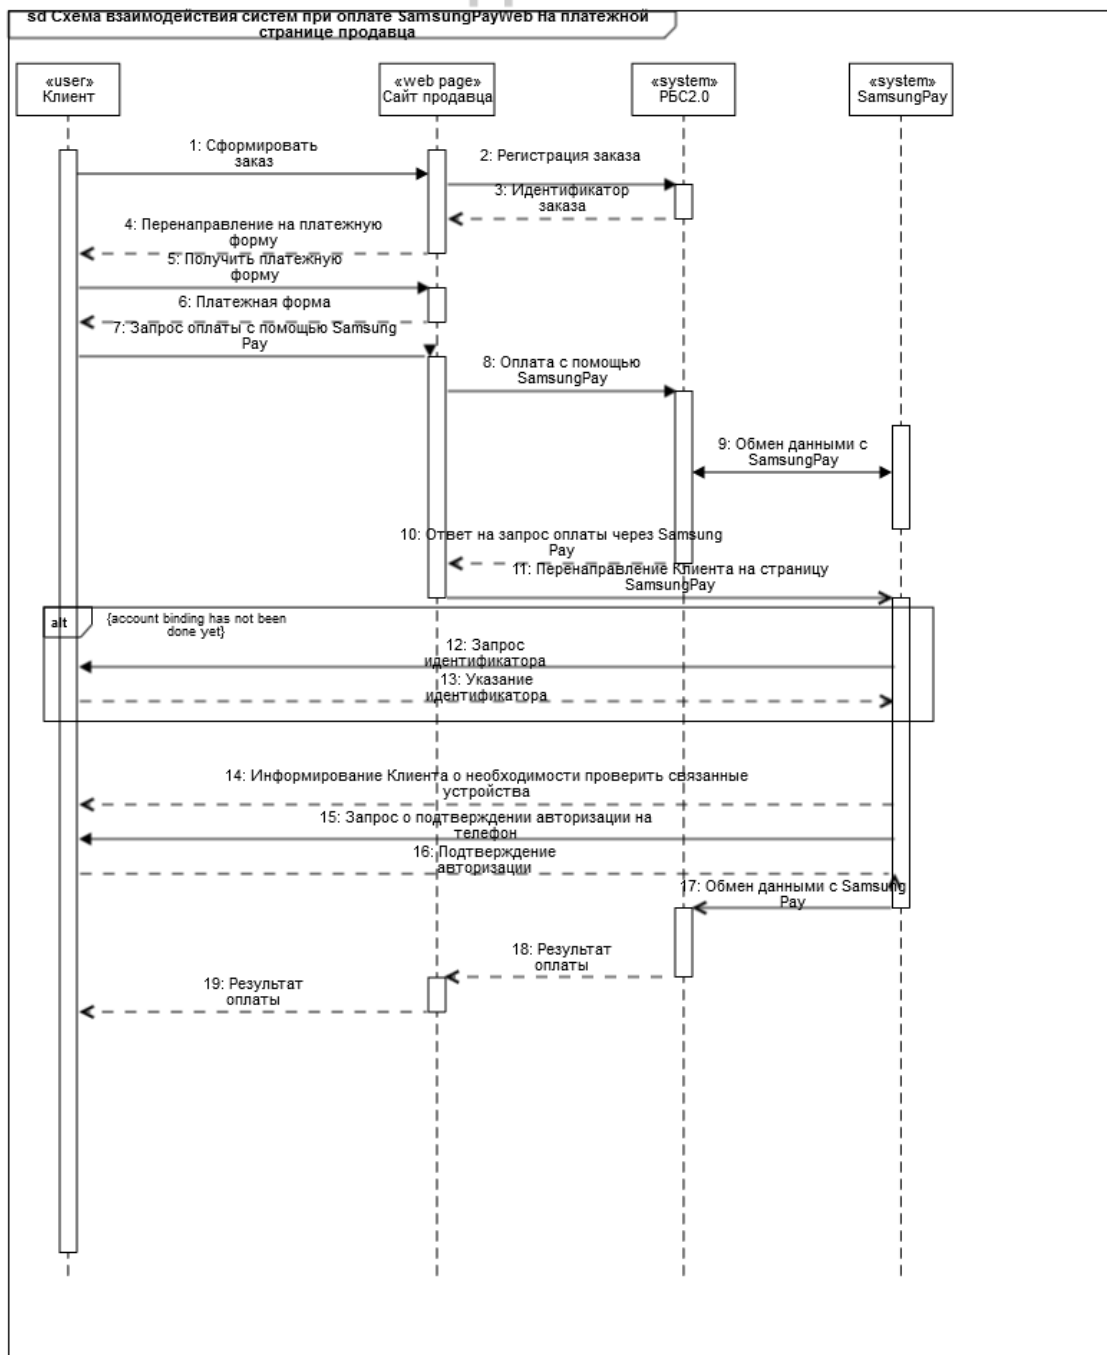 sd Схема взаимодействия систем при оплате SamsungPayWeb на платежной
странице продавца
«user»
Клиент
«web page»
Сайт продавца
«system»
РБС2.0
«system»
SamsungPay
1: Сформировать
заказ
2: Регистрация заказа
3: Идентификатор
заказа
4: Перенаправление на платежную
форму
5: Получить платежную
форму
6: Платежная форма
7: Запрос оплаты с помощью Samsung
Pay
8: Оплата с помощью
SamsungPay
9: Обмен данными с
SamsungPay
10: Ответ на запрос оплаты через Samsung
Pay
11: Перенаправление Клиента на страницу
SamsungPay
alt
{account binding has not been
done yet}
12: Запрос
идентификатора
13: Указание
идентификатора
14: Информирование Клиента о необходимости проверить связанные
устройства
15: Запрос о подтверждении авторизации на
телефон
16: Подтверждение
авторизации
17: Обмен данными с Samsung
Pay
18: Результат
оплаты
19: Результат
оплаты